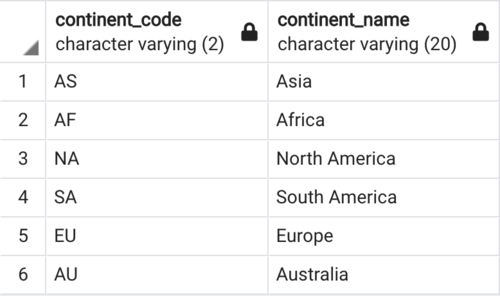 continent_code continent_name
character varying (2) character varying (20)
1 AS Asia
2 AF Africa
3 NA North America
4 SA South America
5 EU Europe
6 AU Australia